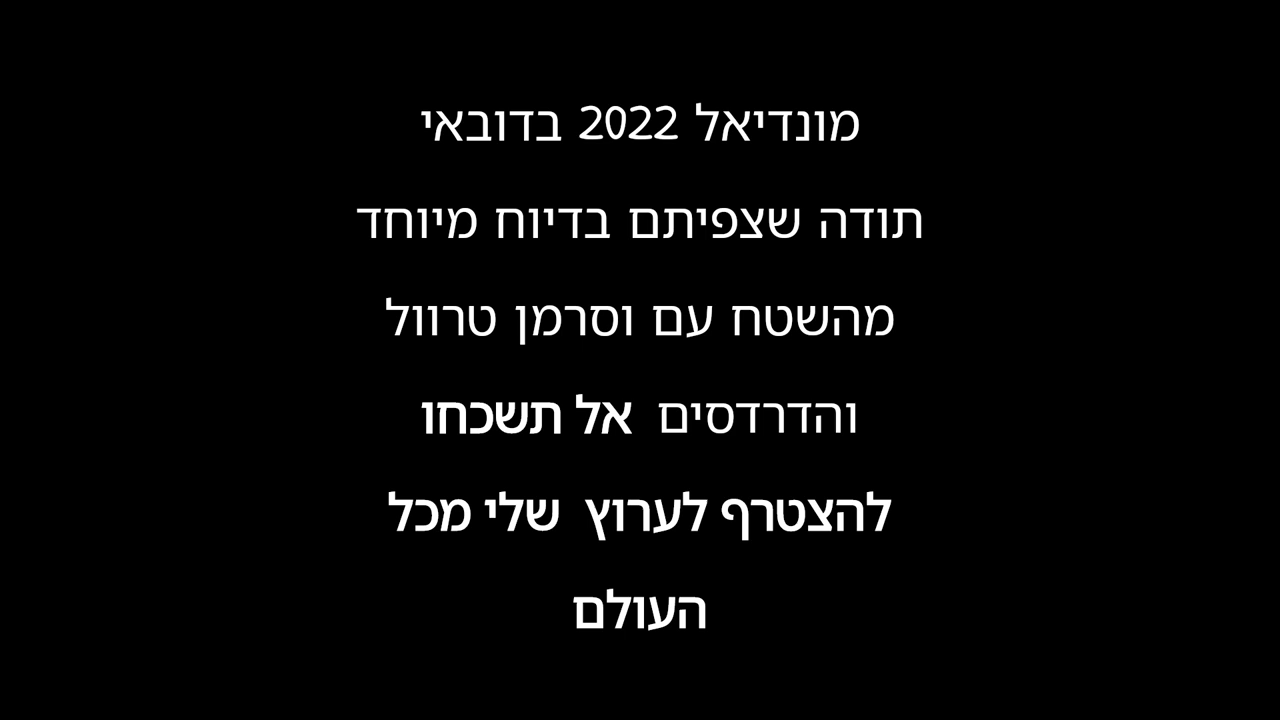 מונדיאל 2022 בדובאי
תודה שצפיתם בדיוח מיוחד
מהשטח עם וסרמן טרוול
והדרדסים אל תשכחו
להצטרף לערוץ שלי מכל
העולם